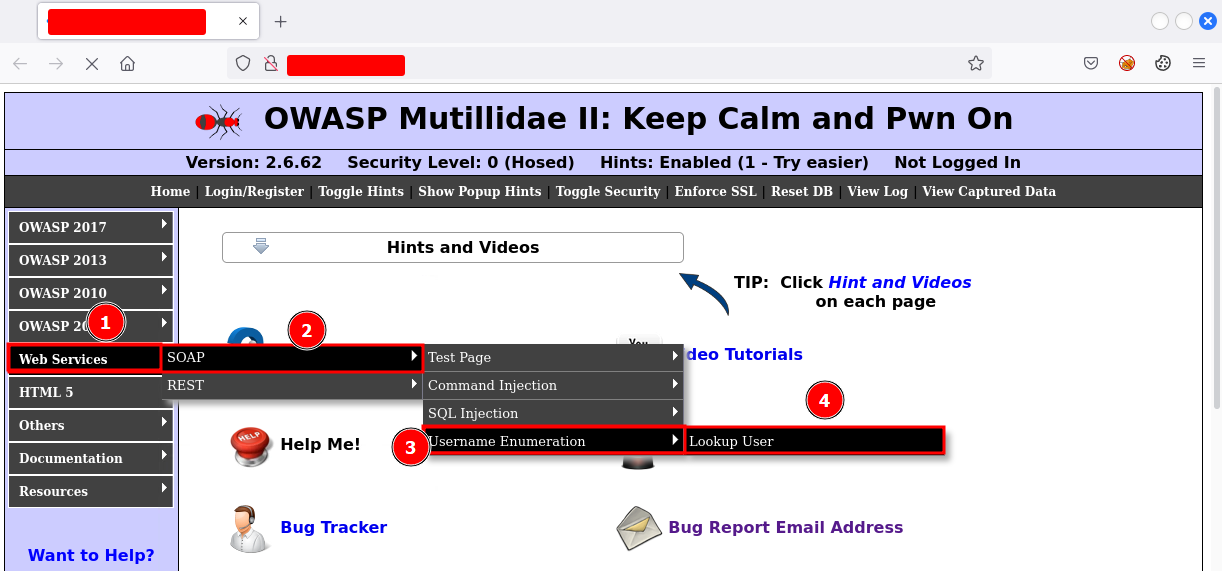 OWASP Mutillidae II: Keep Calm and Pwn On
Version: 2.6.62 Security Level: 0 (Hosed) Hints: Enabled (1 - Try easier) Not Logged In
Home | Login/Register | Toggle Hints | Show Popup Hints | Toggle Security | Enforce SSL | Reset DB | View Log | View Captured Data
OWASP 2017
OWASP 2013
OWASP 2010
OWASP
Web Services
HTML 5
Others
Documentation
Resources
Want to Help?
1
2
3
4
SOAP
REST
Test Page
Command Injection
SQL Injection
Username Enumeration
Lookup User
Hints and Videos
TIP: Click Hint and Videos
on each page
Tutorials
HELP
Help Me!
Bug Tracker
Bug Report Email Address